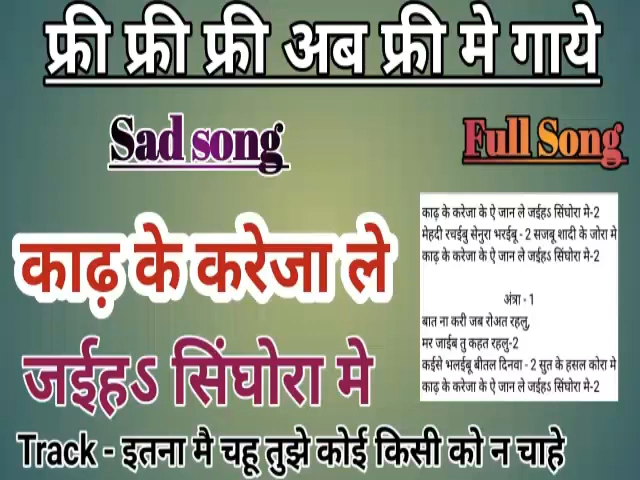 फ्री फ्री फ्री अब फ्री मे गाये
Sad song
Full Song
काढ़ के करेजा ले
जईहऽ सिंघोरा मे
काढ़ के करेजा के ऐ जान ले जईहऽ सिंघोरा मे-2
मेहदी रचईबु सेनुरा भरईबू - 2 सजबू शादी के जोरा मे
काढ़ के करेजा के ऐ जान ले जईहऽ सिंघोरा मे-2
अंत्रा - 1
बात ना करी जब रोअत रहलु,
मर जाईब तु कहत रहलु-2
कईसे भलईबू बीतल दिनवा - 2 सुत के हसल कोरा मे
काढ़ के करेजा के ऐ जान ले जईहऽ सिंघोरा मे-2
Track - इतना मै चहू तुझे कोई किसी को न चाहे